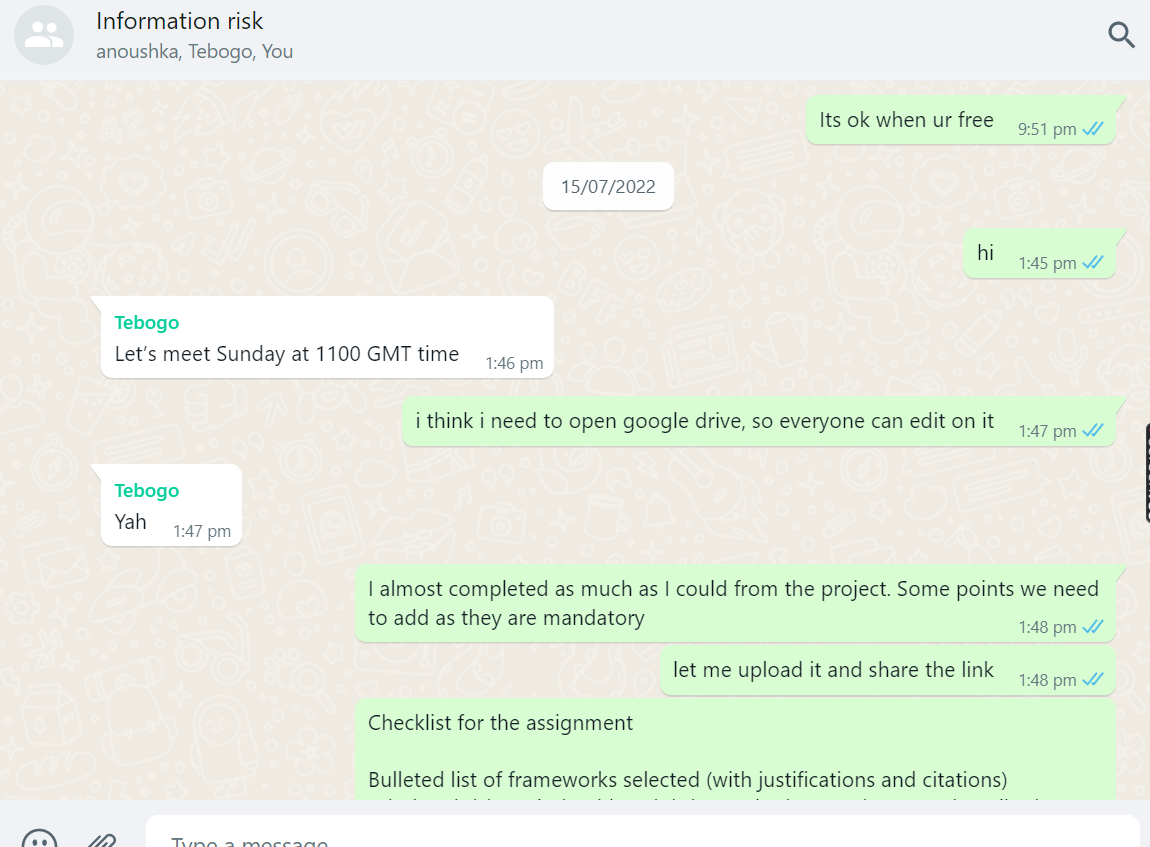 Information risk
anoushka, Tebogo, You
Its ok when ur free
9:51 pm
15/07/2022
hi
1:45 pm
Tebogo
Let's meet Sunday at 1100 GMT time
1:46 pm
i think i need to open google drive, so everyone can edit on it
1:47 pm
Tebogo
Yah
1:47 pm
I almost completed as much as I could from the project. Some points we need
to add as they are mandatory
1:48 pm
let me upload it and share the link
1:48 pm
Checklist for the assignment
Bulleted list of frameworks selected (with justifications and citations)
Type a message